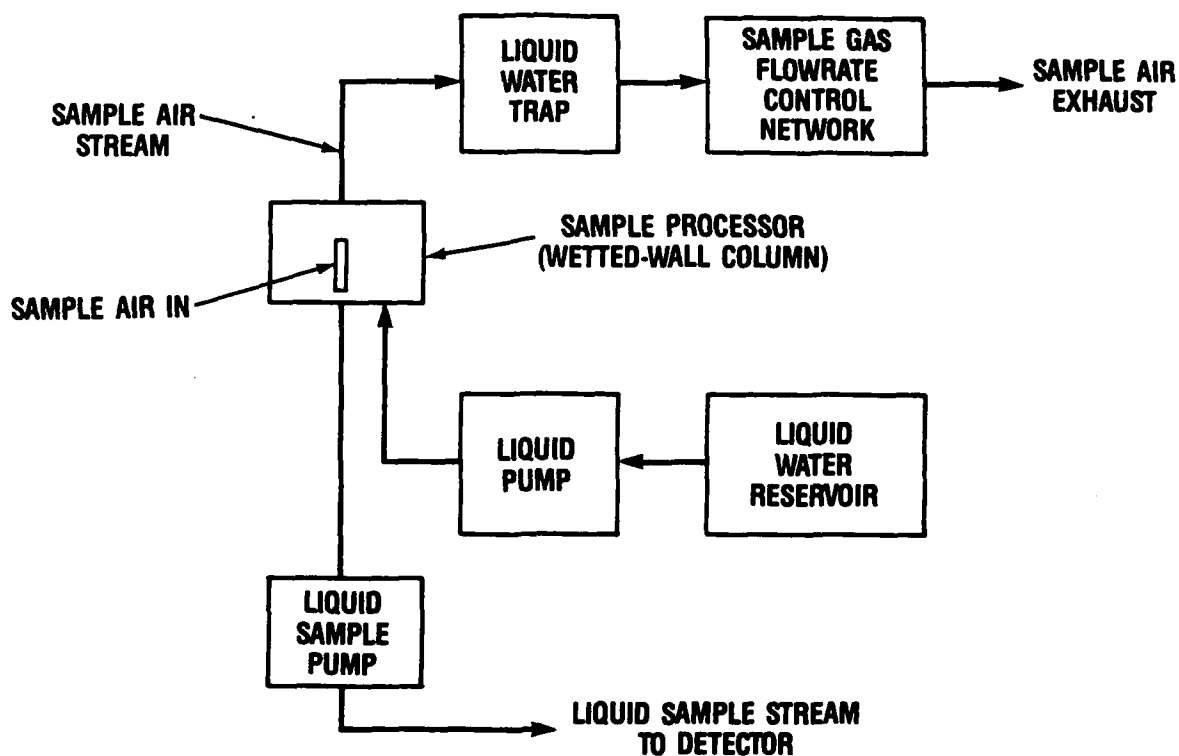 LIQUID
WATER
TRAP
SAMPLE GAS
FLOWRATE
CONTROL
NETWORK
SAMPLE AIR
EXHAUST
SAMPLE AIR
STREAM
SAMPLE PROCESSOR
(WETTED-WALL COLUMN)
SAMPLE AIR IN
LIQUID
PUMP
LIQUID
WATER
RESERVOIR
LIQUID
SAMPLE
PUMP
LIQUID SAMPLE STREAM
TO DETECTOR